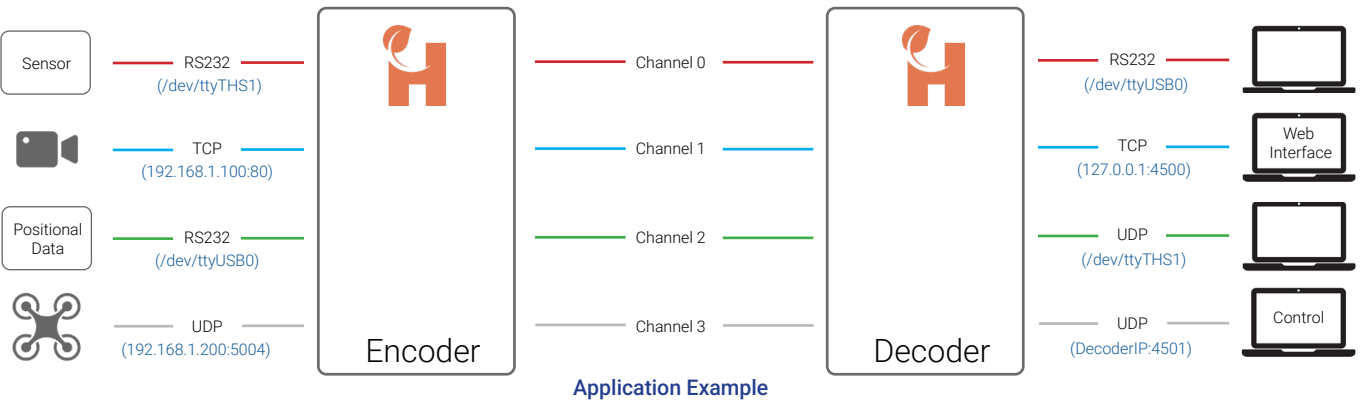 Sensor
RS232
(/dev/ttyTHS1)
Channel 0
RS232
(/dev/ttyUSB0)
TCP
(192.168.1.100:80)
Channel 1
TCP
(127.0.0.1:4500)
Web
Interface
Positional
Data
RS232
(/dev/ttyUSB0)
Channel 2
UDP
(/dev/ttyTHS1)
UDP
(192.168.1.200:5004)
Channel 3
UDP
(DecoderIP:4501)
Control
H
Encoder
H
Decoder
Application Example